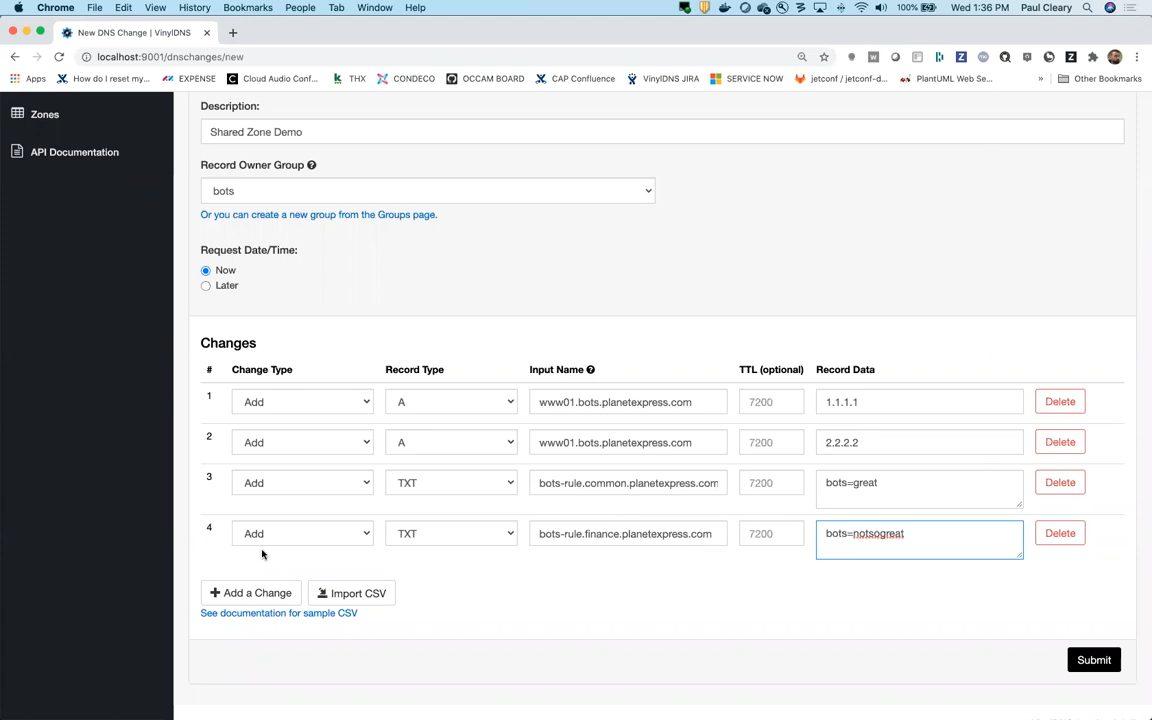 Chrome File Edit View History Bookmarks People Tab Window Help 100% Wed 1:36 PM Paul Cleary
New DNS Change | VinylDNS
localhost:9001/dnschanges/new
Apps How do I reset my... EXPENSE Cloud Audio Conf... THX CONDECO OCCAM BOARD CAP Confluence VinylDNS JIRA SERVICE NOW jetconf / jetconf-d... PlantUML Web Se... » Other Bookmarks
Zones
API Documentation
Description:
Shared Zone Demo
Record Owner Group
bots
Or you can create a new group from the Groups page.
Request Date/Time:
Now
Later
Changes
# Change Type Record Type Input Name TTL (optional) Record Data
1 Add A www01.bots.planetexpress.com 7200 1.1.1.1 Delete
2 Add A www01.bots.planetexpress.com 7200 2.2.2.2 Delete
3 Add TXT bots-rule.common.planetexpress.com 7200 bots=great Delete
4 Add TXT bots-rule.finance.planetexpress.com 7200 bots=notsogreat Delete
Add a Change Import CSV
See documentation for sample CSV
Submit